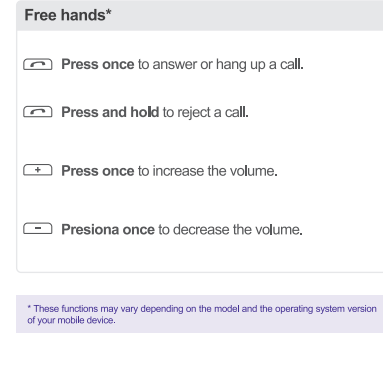 Free hands*
Press once to answer or hang up a call.
Press and hold to reject a call.
+ Press once to increase the volume.
- Presiona once to decrease the volume.
* These functions may vary depending on the model and the operating system version
of your mobile device.